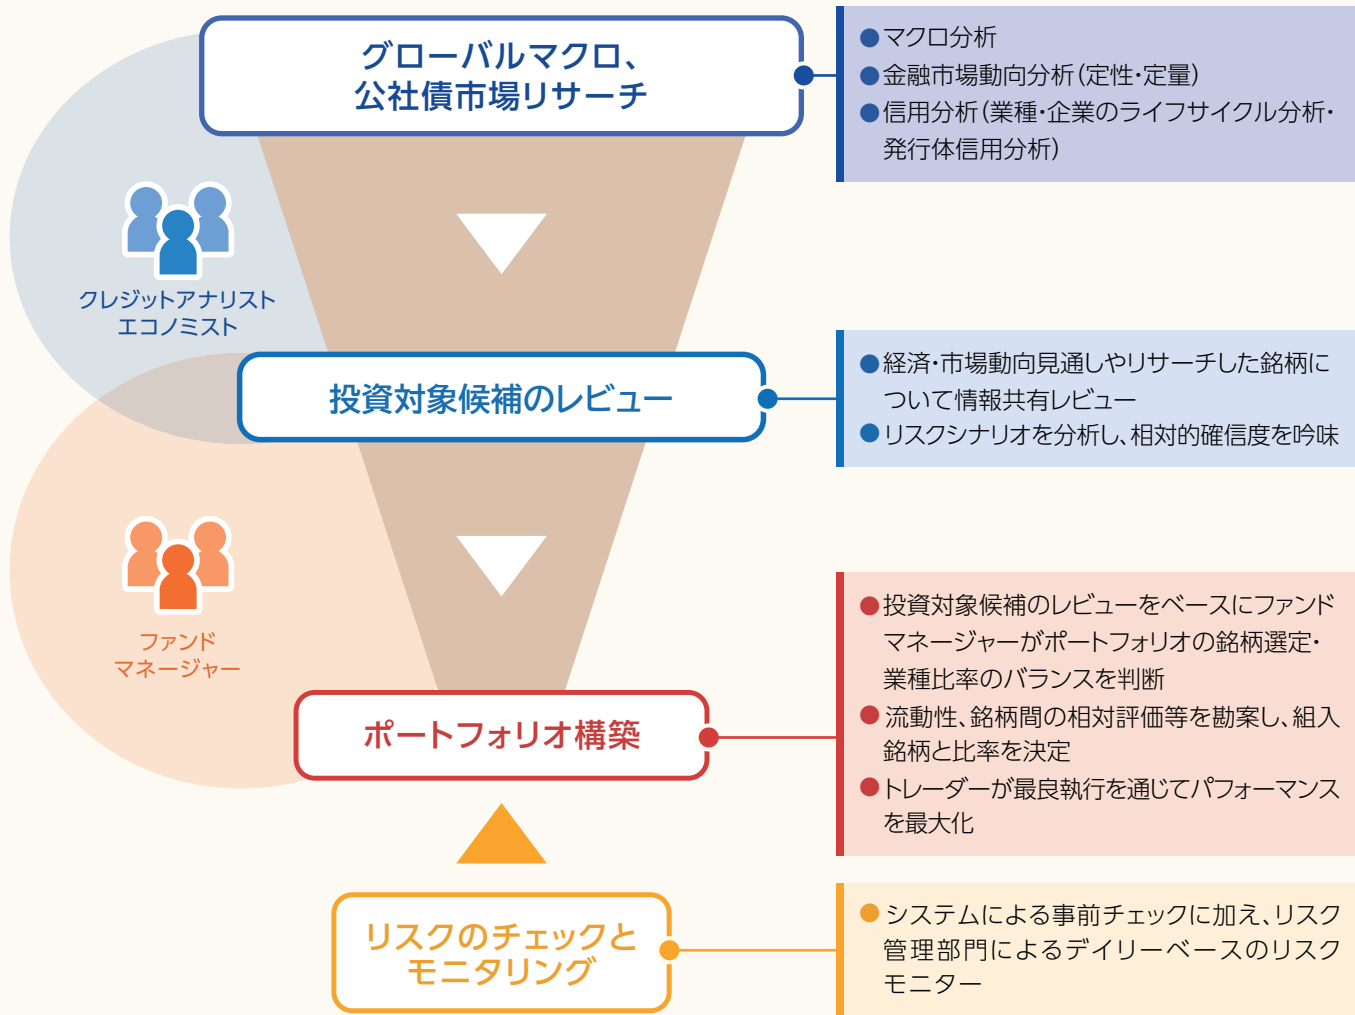 グローバルマクロ、
公社債市場リサーチ
●マクロ分析
●金融市場動向分析(定性・定量)
●信用分析(業種・企業のライフサイクル分析・
発行体信用分析)
クレジットアナリスト
エコノミスト
投資対象候補のレビュー
●経済・市場動向見通しやリサーチした銘柄に
ついて情報共有レビュー
●リスクシナリオを分析し、相対的確信度を吟味
ファンド
マネージャー
ポートフォリオ構築
●投資対象候補のレビューをベースにファンド
マネージャーがポートフォリオの銘柄選定・
業種比率のバランスを判断
●流動性、銘柄間の相対評価等を勘案し、組入
銘柄と比率を決定
●トレーダーが最良執行を通じてパフォーマンス
を最大化
リスクのチェックと
モニタリング
●システムによる事前チェックに加え、リスク
管理部門によるデイリーベースのリスク
モニター